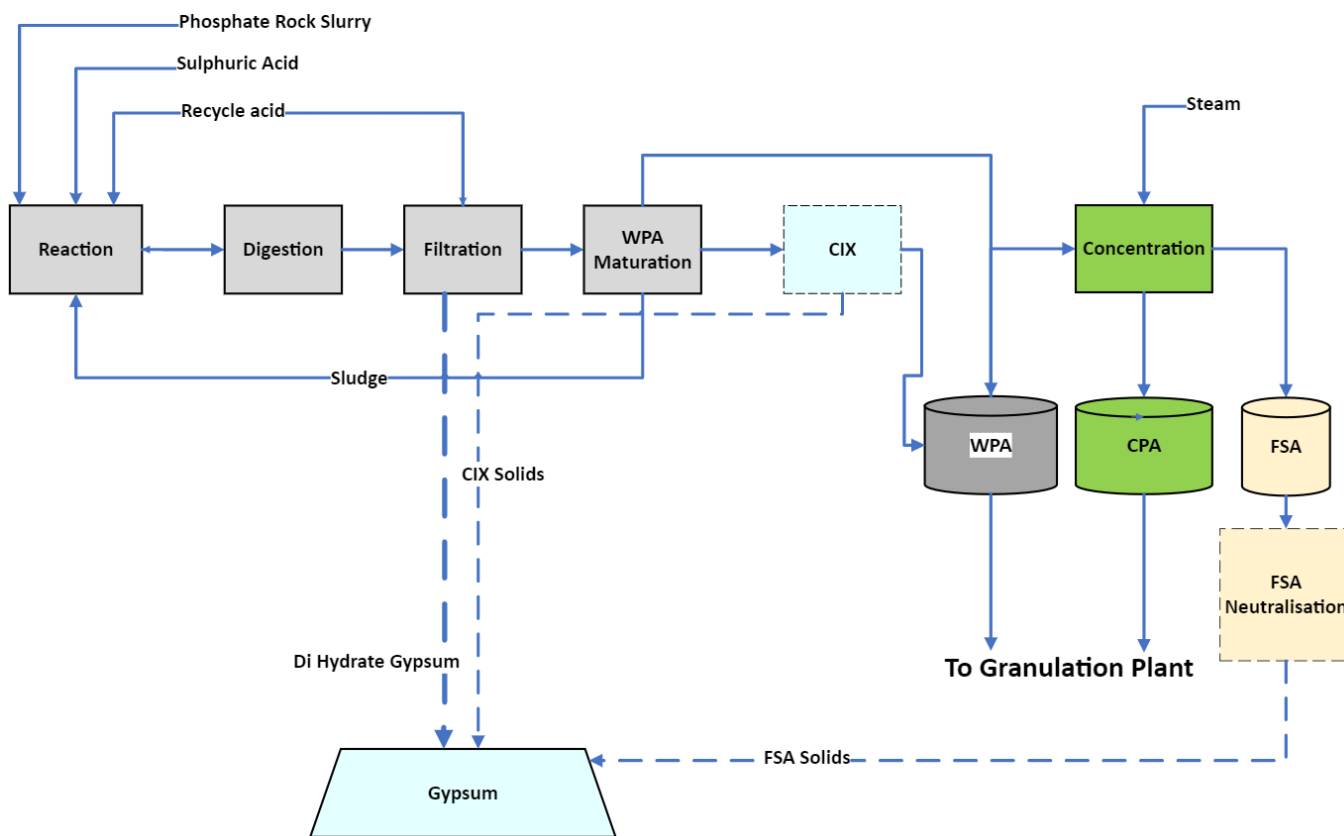 Phosphate Rock Slurry
Sulphuric Acid
Recycle acid
Steam
Reaction
Digestion
Filtration
WPA
Maturation
CIX
Concentration
Sludge
CIX Solids
WPA
CPA
FSA
FSA
Neutralisation
Di Hydrate Gypsum
To Granulation Plant
FSA Solids
Gypsum